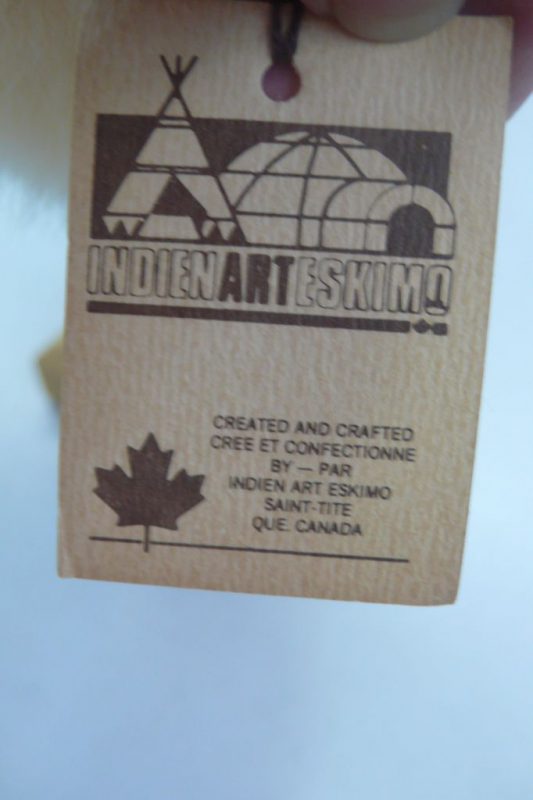 INDIENARTESKIMO
CREATED AND CRAFTED
CREE ET CONFECTIONNE
BY — PAR
INDIEN ART ESKIMO
SAINT-TITE
QUE. CANADA